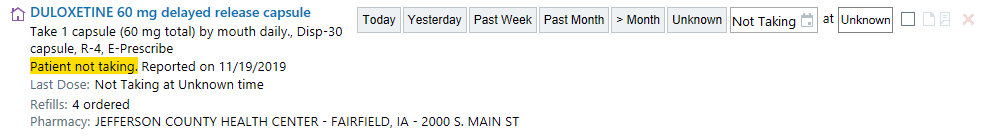 DULOXETINE 60 mg delayed release capsule
Today Yesterday Past Week Past Month > Month Unknown Not Taking at Unknown
Take 1 capsule (60 mg total) by mouth daily., Disp-30
capsule, R-4, E-Prescribe
Patient not taking. Reported on 11/19/2019
Last Dose: Not Taking at Unknown time
Refills: 4 ordered
Pharmacy: JEFFERSON COUNTY HEALTH CENTER - FAIRFIELD, IA - 2000 S. MAIN ST